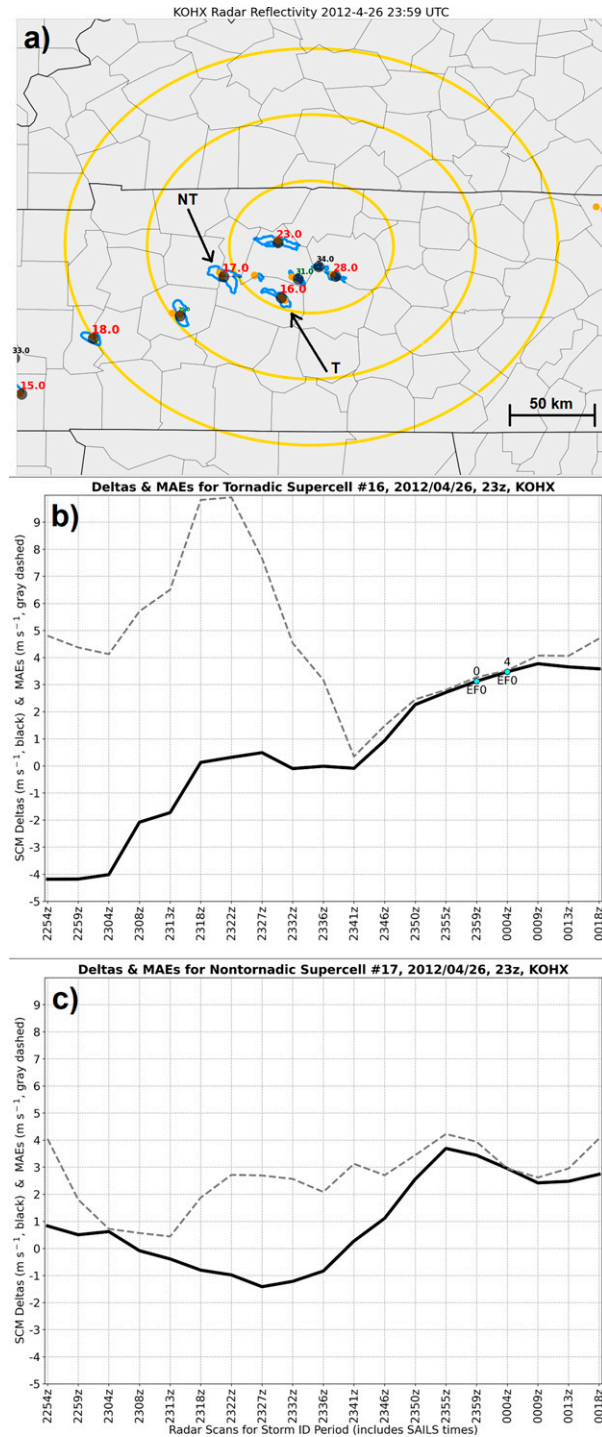 KOHX Radar Reflectivity 2012-4-26 23:59 UTC
a)
NT
23.0
34.0
17.0
31.0
28.0
16.0
18.0
T
33.0
15.0
50 km
Deltas & MAEs for Tornadic Supercell #16, 2012/04/26, 23z, KOHX
b)
SCM Deltas (m s⁻¹, black) & MAEs (m s⁻¹, gray dashed)
9
8
7
6
5
4
3
2
1
0
-1
-2
-3
-4
-5
0
EF0
4
EF0
2254z
2259z
2304z
2308z
2313z
2318z
2322z
2327z
2332z
2336z
2341z
2346z
2350z
2355z
2359z
0004z
0009z
0013z
0018z
Deltas & MAEs for Nontornadic Supercell #17, 2012/04/26, 23z, KOHX
c)
SCM Deltas (m s⁻¹, black) & MAEs (m s⁻¹, gray dashed)
9
8
7
6
5
4
3
2
1
0
-1
-2
-3
-4
-5
2254z
2259z
2304z
2308z
2313z
2318z
2322z
2327z
2332z
2336z
2341z
2346z
2350z
2355z
2359z
0004z
0009z
0013z
0018z
Radar Scans for Storm ID Period (includes SAILS times)